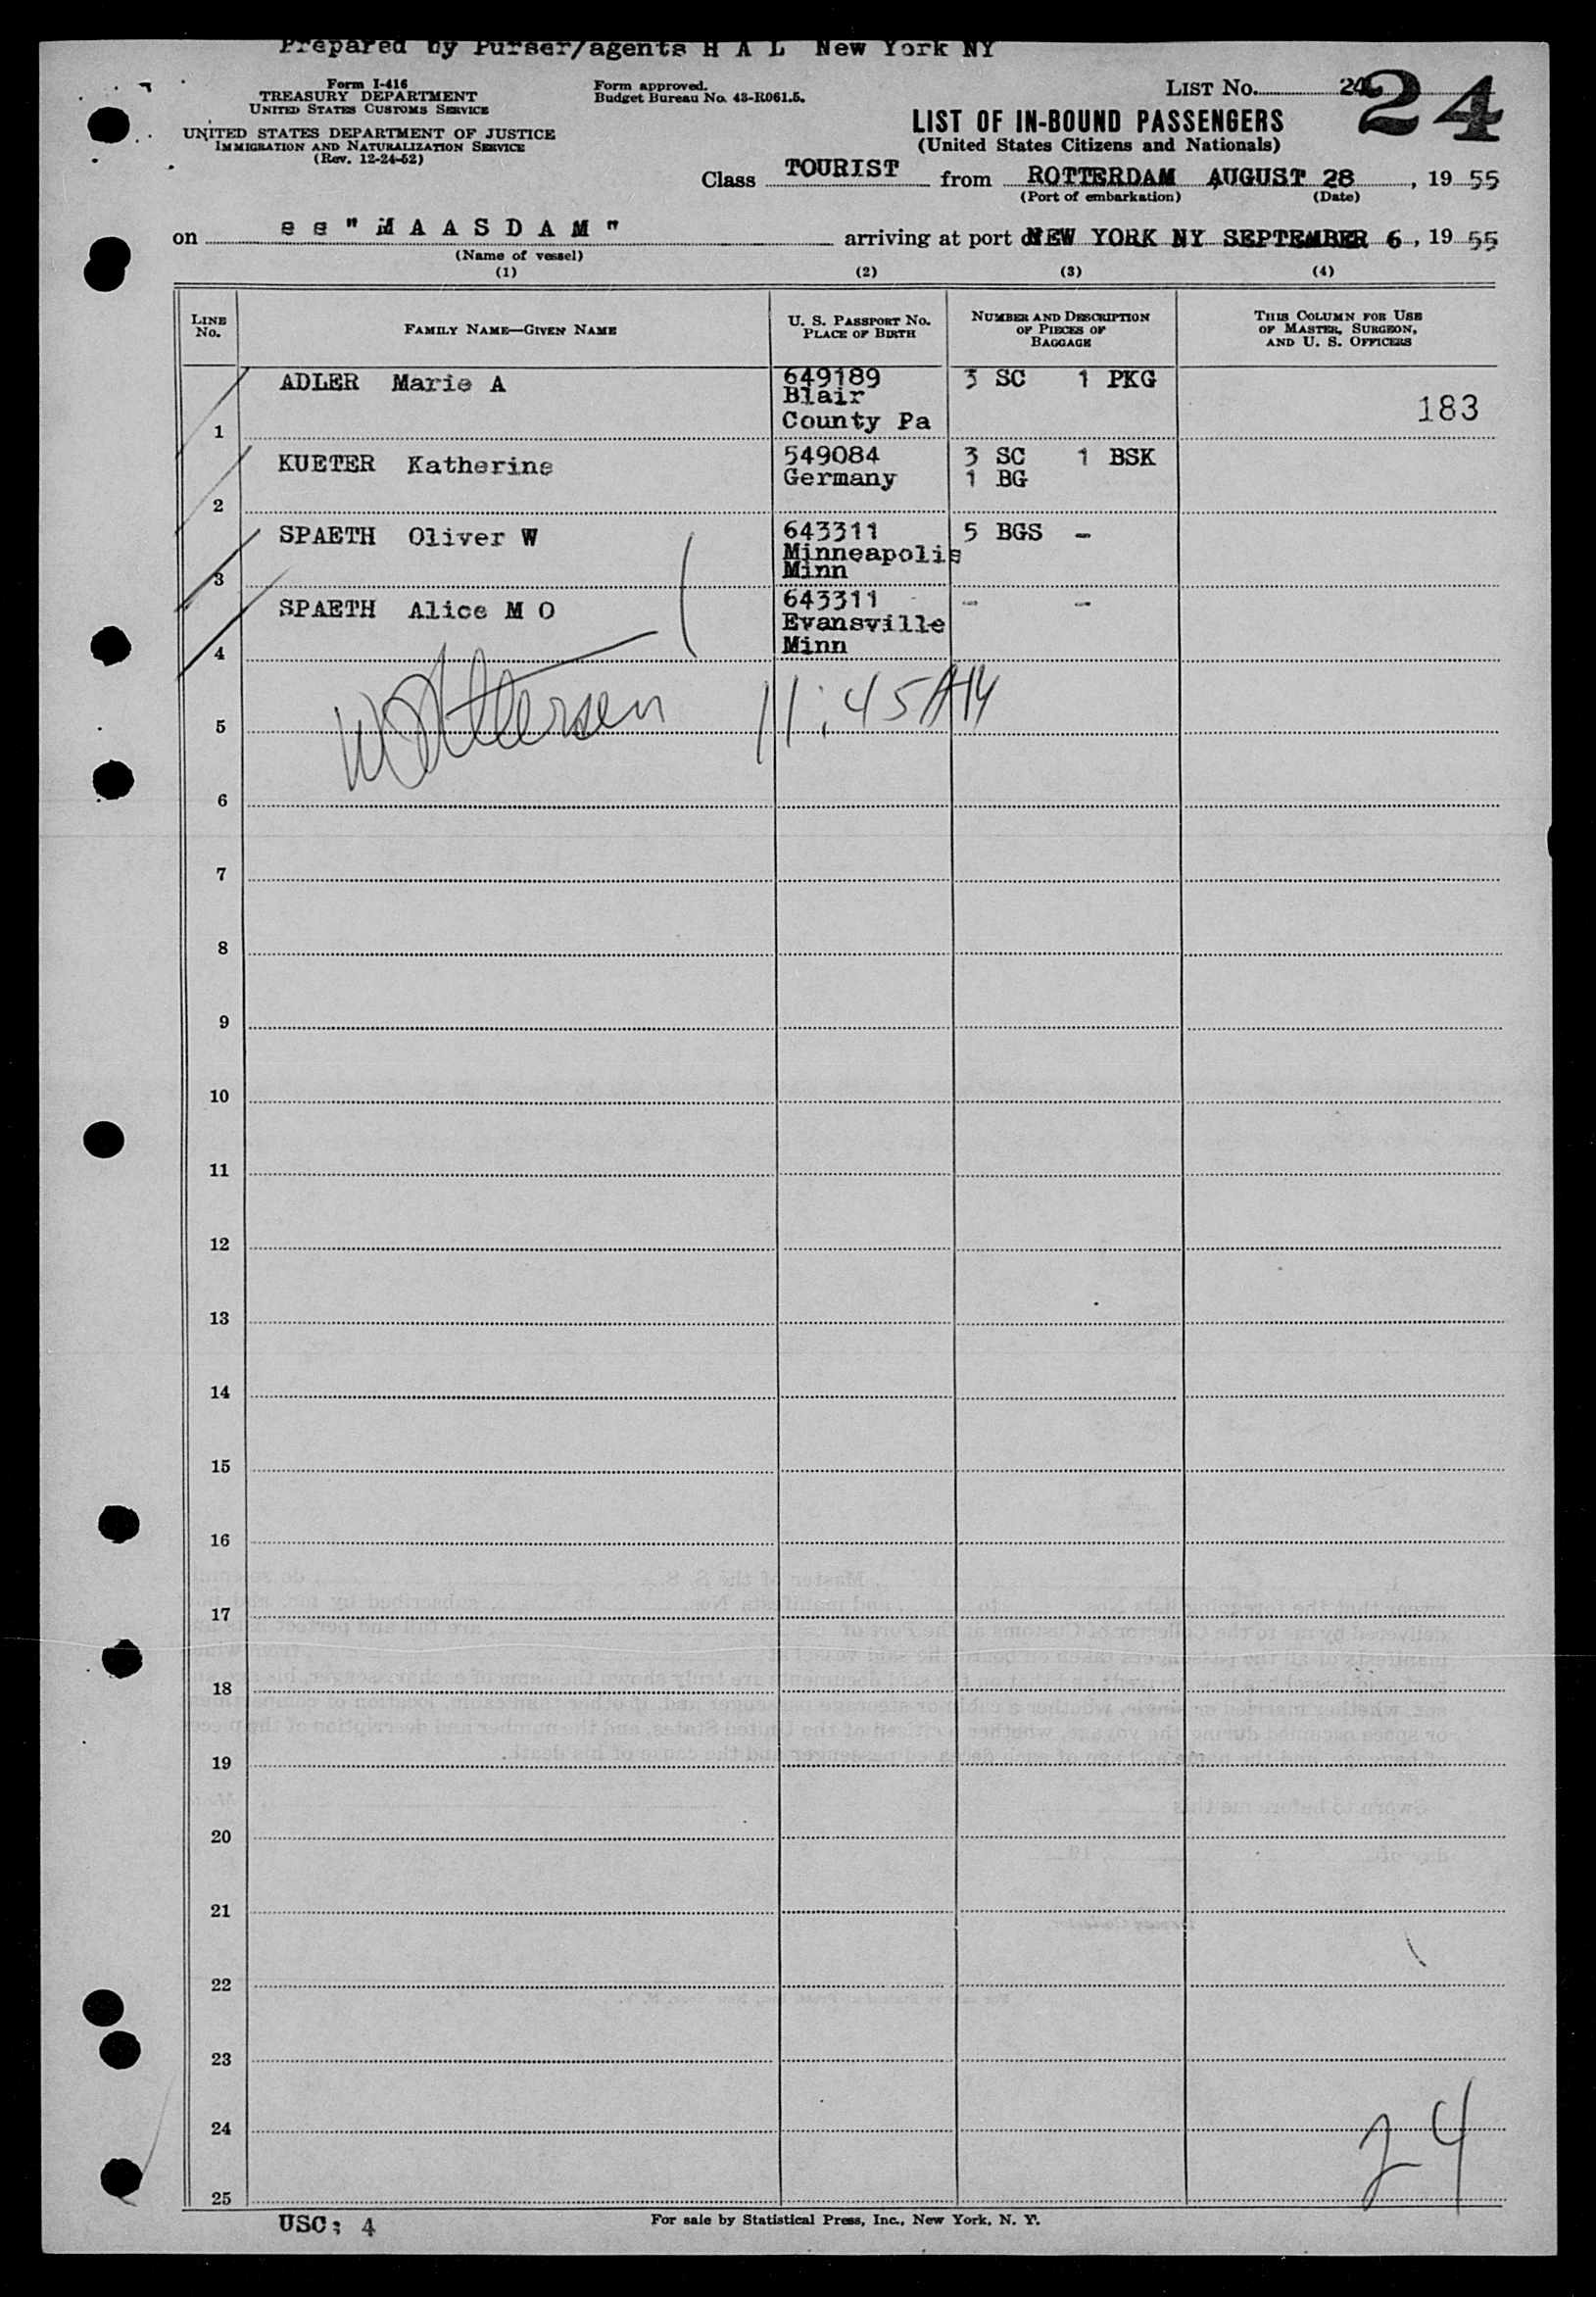 Prepared by Purser/agents H A L New York NY
Form I-416
TREASURY DEPARTMENT
UNITED STATES CUSTOMS SERVICE
UNITED STATES DEPARTMENT OF JUSTICE
IMMIGRATION AND NATURALIZATION SERVICE
(Rev. 12-24-52)
Form approved.
Budget Bureau No. 43-R061.5.
LIST No. 24
24
LIST OF IN-BOUND PASSENGERS
(United States Citizens and Nationals)
Class TOURIST from ROTTERDAM AUGUST 28, 19 55
(Port of embarkation) (Date)
on s s "M A A S D A M" arriving at port of NEW YORK NY SEPTEMBER 6, 19 55
(Name of vessel)
(1) (2) (3) (4)
LINE No. FAMILY NAME—GIVEN NAME U. S. PASSPORT NO. PLACE OF BIRTH NUMBER AND DESCRIPTION OF PIECES OF BAGGAGE THIS COLUMN FOR USE OF MASTER, SURGEON, AND U. S. OFFICERS
1 ADLER Marie A 649189 Blair County Pa 3 SC 1 PKG 183
2 KUETER Katherine 549084 Germany 3 SC 1 BSK 1 BG
3 SPAETH Oliver W 643311 Minneapolis Minn 5 BGS -
4 SPAETH Alice M O 643311 Evansville Minn - -
5 11:45 AM
6
7
8
9
10
11
12
13
14
15
16
17
18
19
20
21
22
23
24
25
24
USC: 4
For sale by Statistical Press, Inc., New York, N. Y.